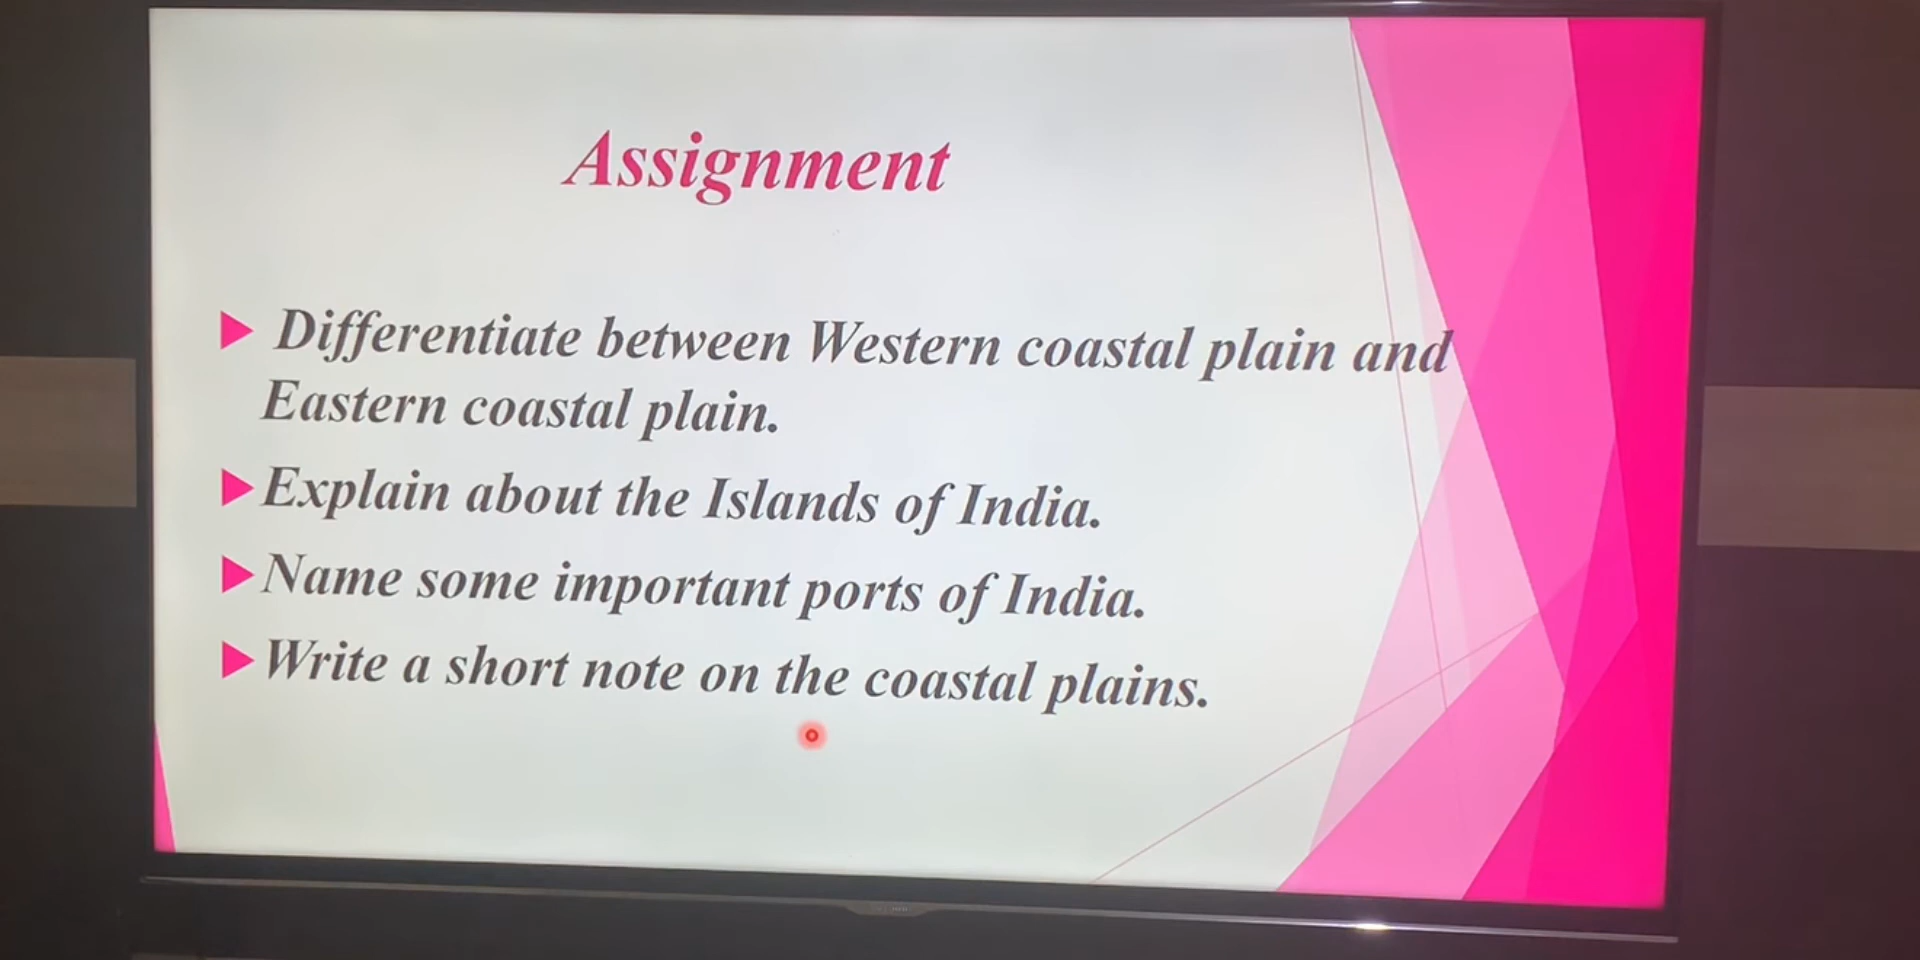 Assignment
Differentiate between Western coastal plain and
Eastern coastal plain.
Explain about the Islands of India.
Name some important ports of India.
Write a short note on the coastal plains.